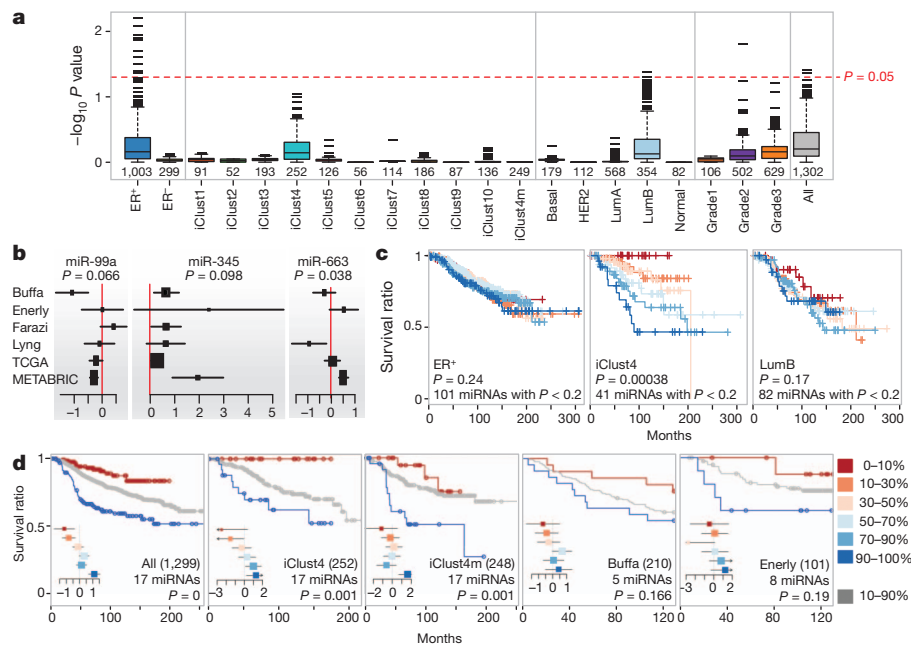 a
2
1
0
−log10 P value
P = 0.05
1,003 299 91 52 193 252 126 56 114 186 87 136 249 179 112 568 354 82 106 502 629 1,302
ER+ ER− iClust1 iClust2 iClust3 iClust4 iClust5 iClust6 iClust7 iClust8 iClust9 iClust10 iClust4m Basal HER2 LumA LumB Normal Grade1 Grade2 Grade3 All
b
miR-99a
P = 0.066
miR-345
P = 0.098
miR-663
P = 0.038
Buffa
Enerly
Farazi
Lyng
TCGA
METABRIC
−1 0
0 1 2 3 4 5
−1 0
c
Survival ratio
1
0.5
0
ER+
P = 0.24
101 miRNAs with P < 0.2
iClust4
P = 0.00038
41 miRNAs with P < 0.2
LumB
P = 0.17
82 miRNAs with P < 0.2
0 100 200 300
0 100 200 300
0 100 200 300
Months
d
Survival ratio
1
0.5
0
−1 0 1
All (1,299)
17 miRNAs
P = 0
−3 0 2
iClust4 (252)
17 miRNAs
P = 0.001
−2 0 2
iClust4m (248)
17 miRNAs
P = 0.001
−3 −1 0 1
Buffa (210)
5 miRNAs
P = 0.166
−3 0 2
Enerly (101)
8 miRNAs
P = 0.19
0 100 200
0 100 200
0 100 200
0 40 80 120
0 40 80 120
Months
Months
0–10%
10–30%
30–50%
50–70%
70–90%
90–100%
10–90%